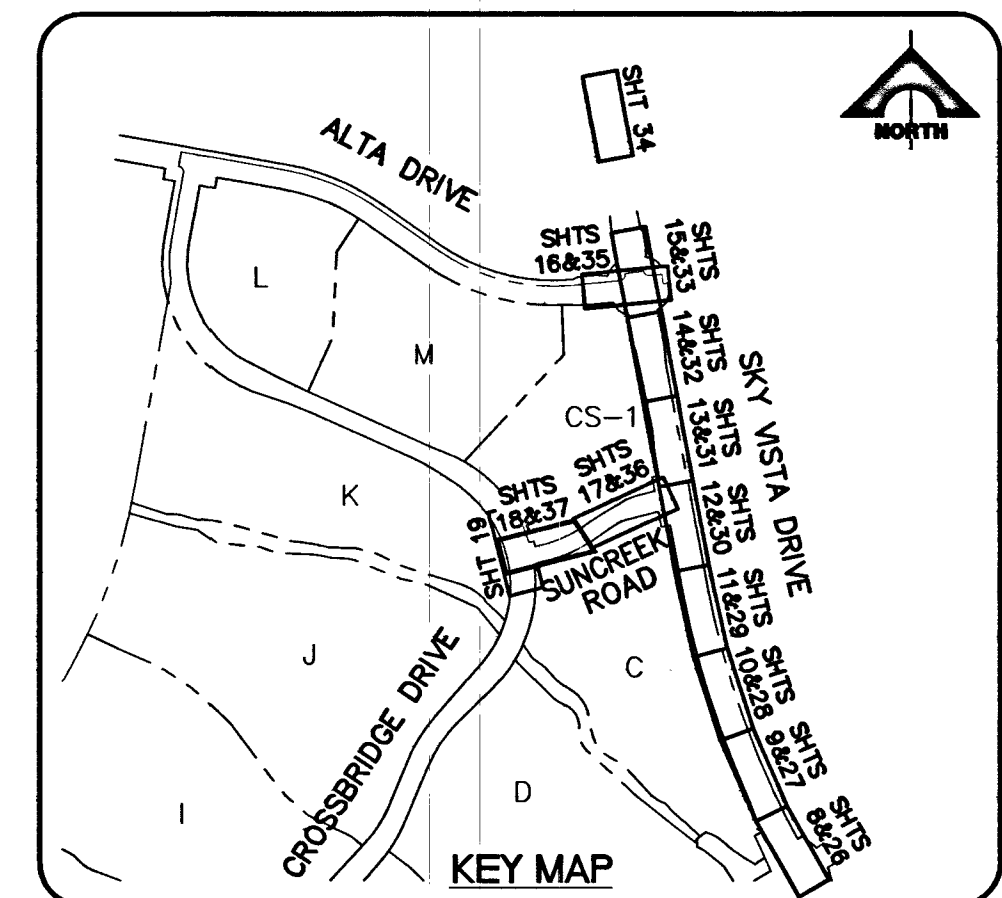 NORTH
SHT 34
ALTA DRIVE
SHTS
16&35
SHTS
15&33
L
M
SHTS
14&32
SKY VISTA DRIVE
CS-1
SHTS
13&31
SHTS
17&36
K
SHTS
18&37
SHT 19
SHTS
12&30
SUNCREEK
ROAD
SHTS
11&29
J
C
SHTS
10&28
CROSSBRIDGE DRIVE
SHTS
9&27
I
D
SHTS
8&26
KEY MAP